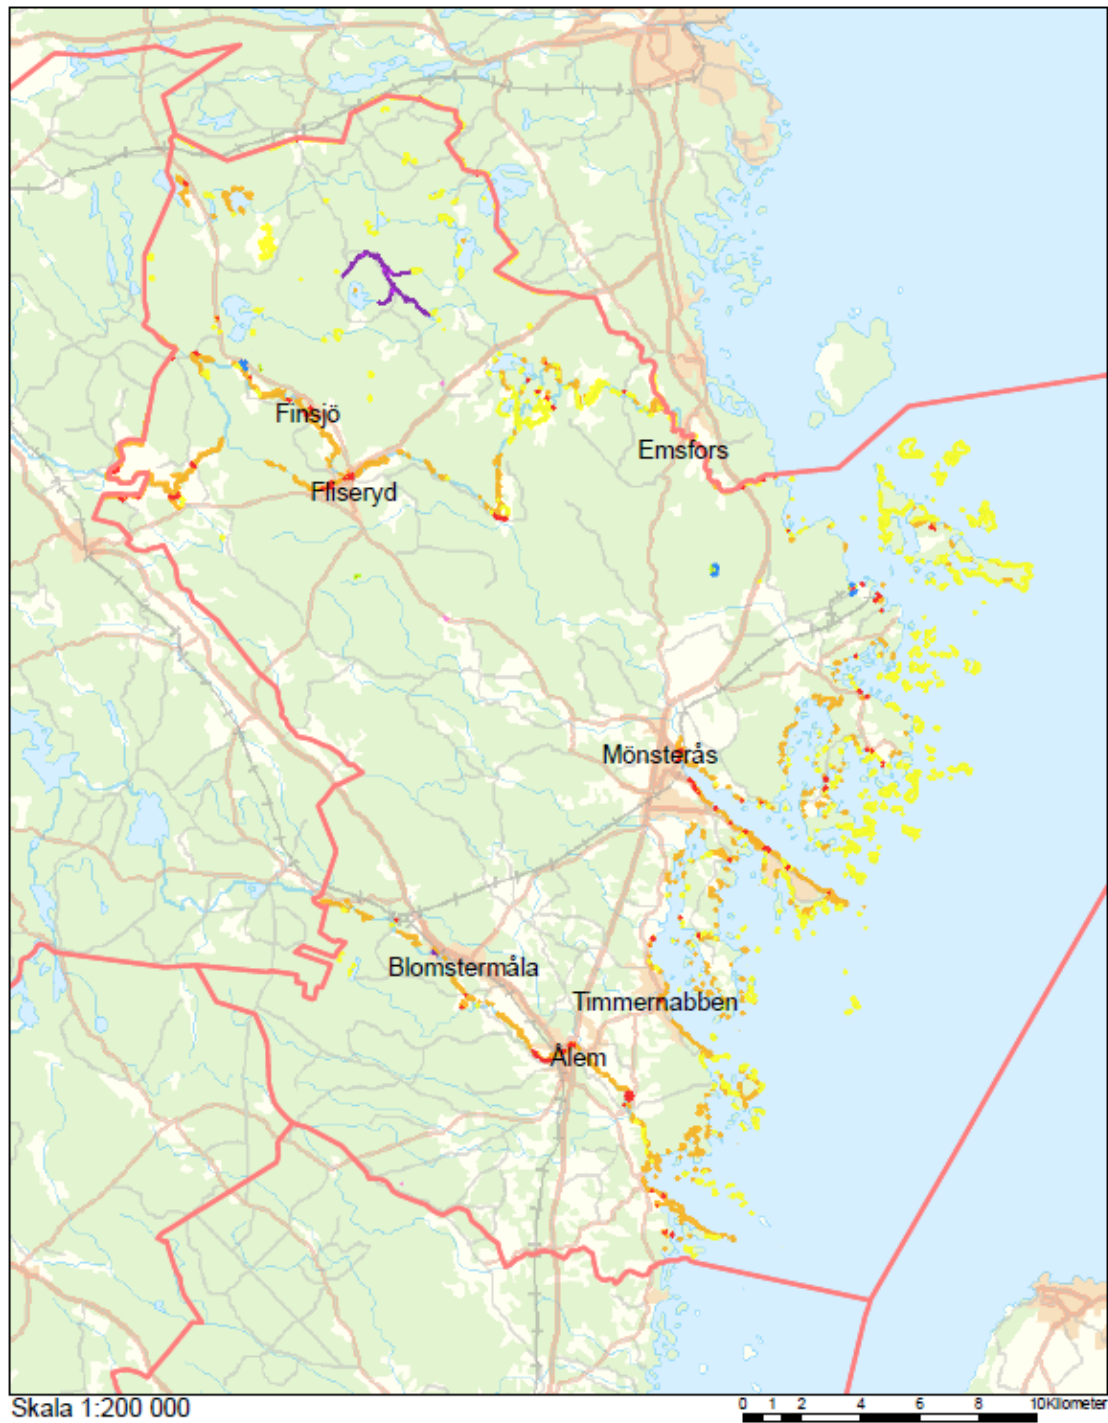 Finsjö
Emsfors
Fliseryd
Mönsterås
Blomstermåla
Timmernabben
Ålem
Skala 1:200 000
0 1 2 4 6 8 10Kilometer